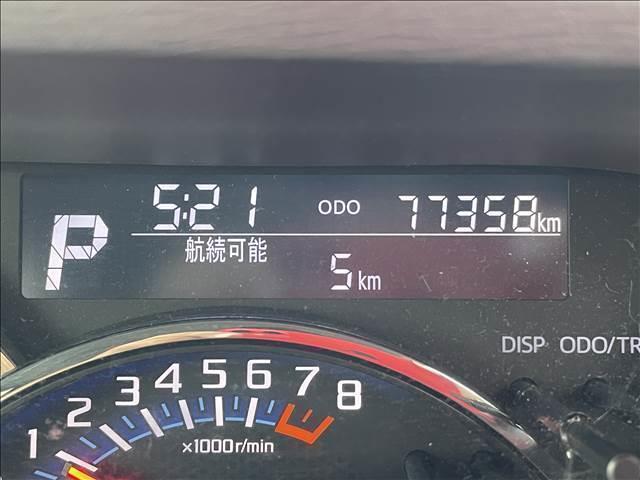 5:21 ODO 77358km
P
航続可能
5km
DISP ODO/TR
1 2 3 4 5 6 7 8
×1000r/min